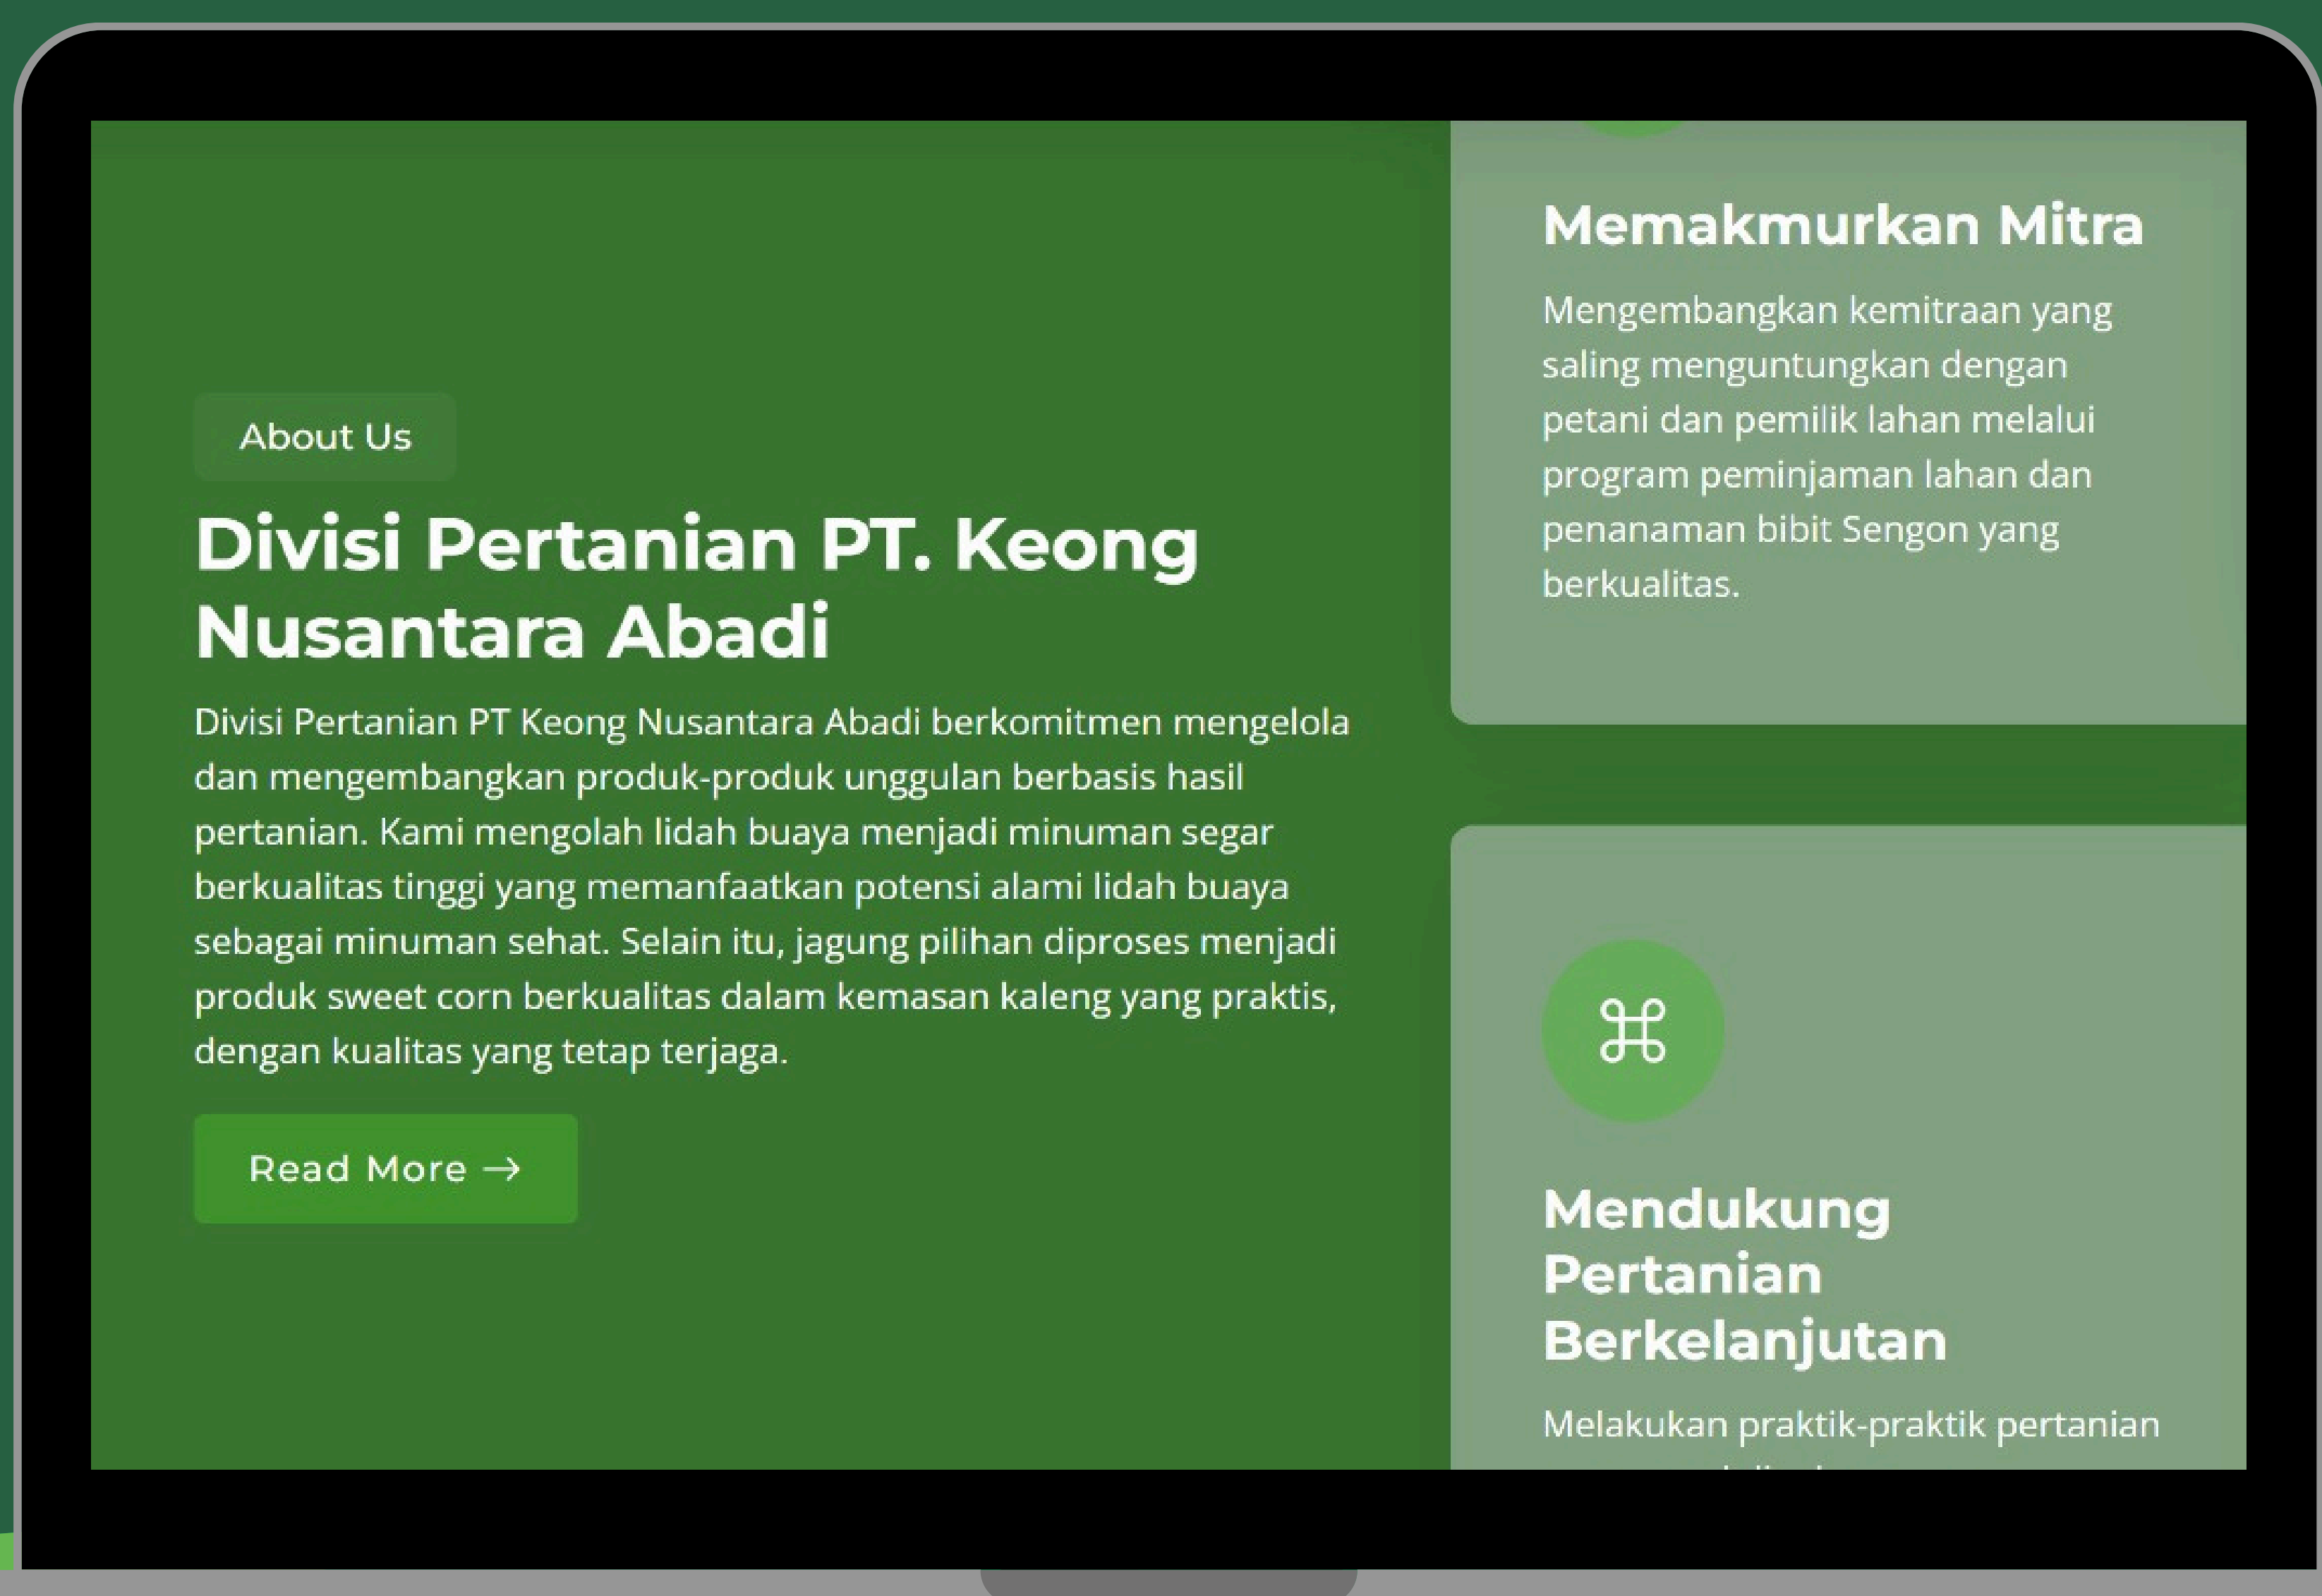 About Us
Divisi Pertanian PT. Keong
Nusantara Abadi
Divisi Pertanian PT Keong Nusantara Abadi berkomitmen mengelola
dan mengembangkan produk-produk unggulan berbasis hasil
pertanian. Kami mengolah lidah buaya menjadi minuman segar
berkualitas tinggi yang memanfaatkan potensi alami lidah buaya
sebagai minuman sehat. Selain itu, jagung pilihan diproses menjadi
produk sweet corn berkualitas dalam kemasan kaleng yang praktis,
dengan kualitas yang tetap terjaga.
Read More →
Memakmurkan Mitra
Mengembangkan kemitraan yang
saling menguntungkan dengan
petani dan pemilik lahan melalui
program peminjaman lahan dan
penanaman bibit Sengon yang
berkualitas.
Mendukung
Pertanian
Berkelanjutan
Melakukan praktik-praktik pertanian